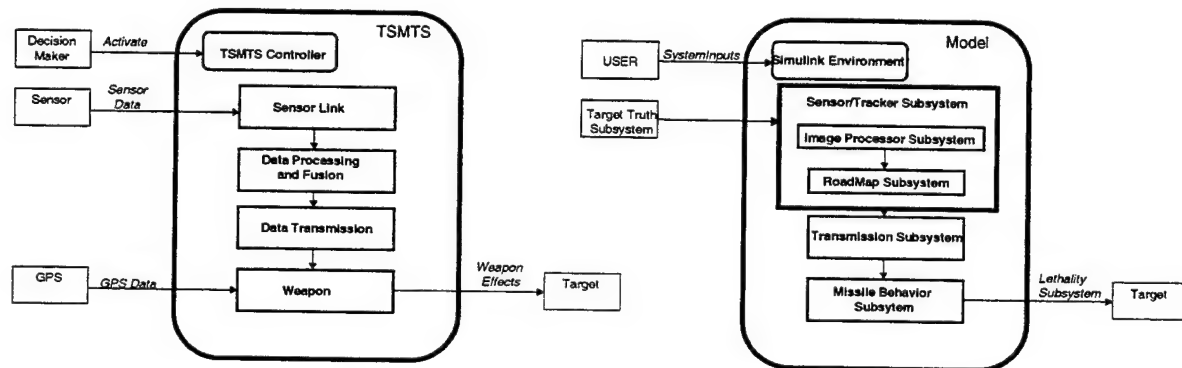 TSMTS
Decision
Maker
Activate
TSMTS Controller
Sensor
Sensor
Data
Sensor Link
Data Processing
and Fusion
Data Transmission
GPS
GPS Data
Weapon
Weapon
Effects
Target
Model
USER
SystemInputs
Simulink Environment
Target Truth
Subsystem
Sensor/Tracker Subsystem
Image Processor Subsystem
RoadMap Subsystem
Transmission Subsystem
Missile Behavior
Subsytem
Lethality
Subsystem
Target